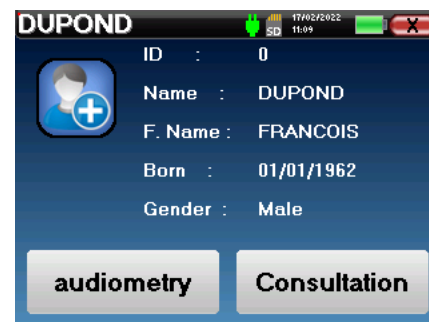 DUPOND
SD 17/02/2022
11:09
X
ID : 0
Name : DUPOND
F. Name : FRANCOIS
Born : 01/01/1962
Gender : Male
audiometry Consultation